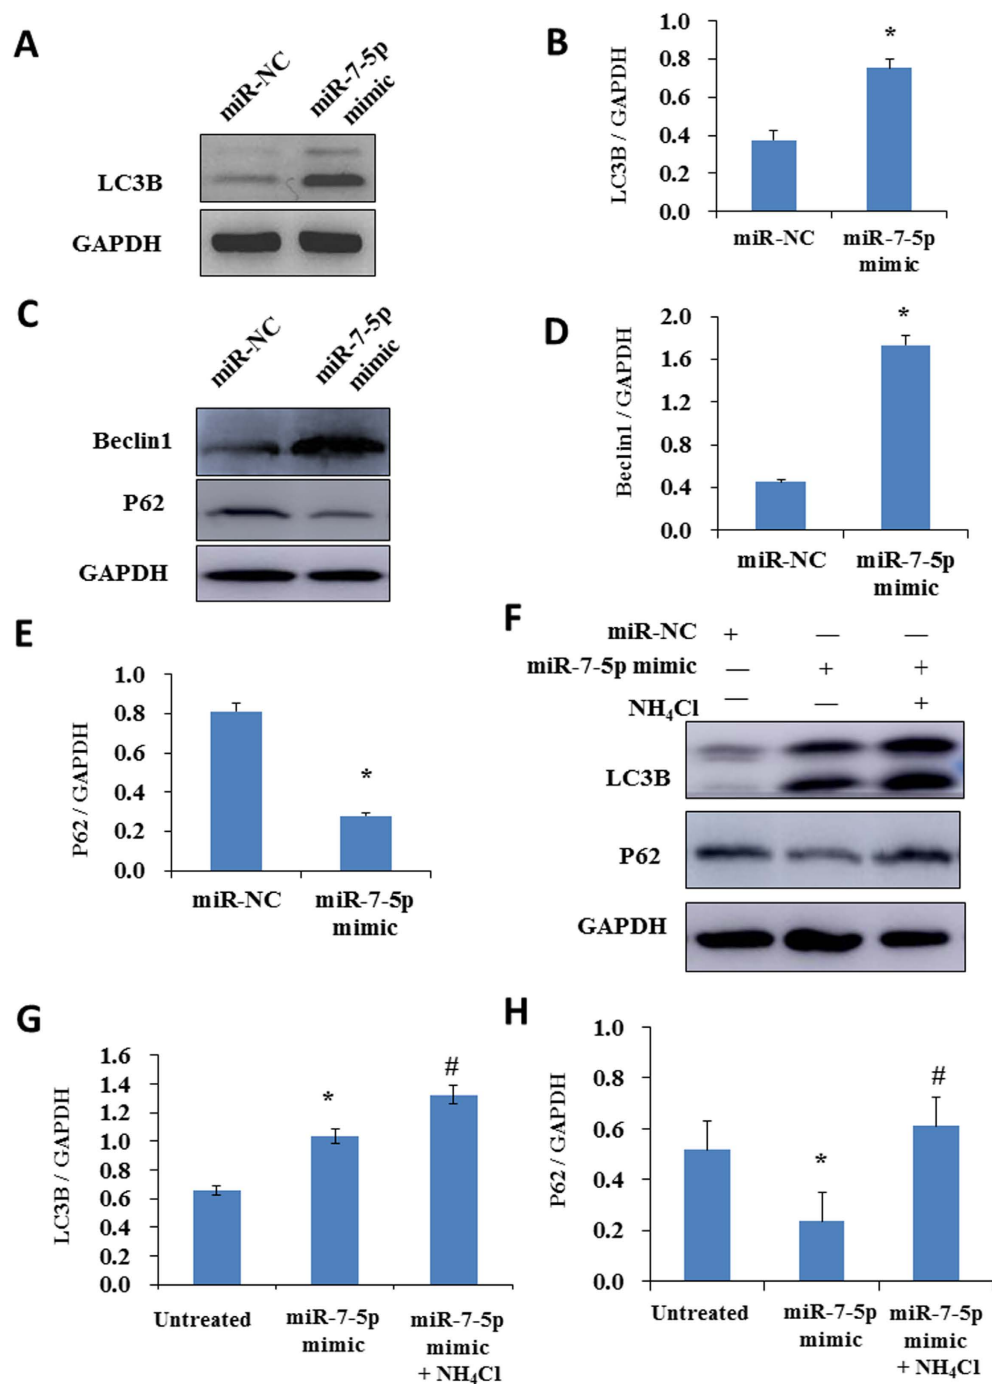 A
miR-NC
miR-7-5p
mimic
LC3B
GAPDH
B
LC3B / GAPDH
1.0
0.8
0.6
0.4
0.2
0.0
*
miR-NC
miR-7-5p
mimic
C
miR-NC
miR-7-5p
mimic
Beclin1
P62
GAPDH
D
Beclin1 / GAPDH
2.0
1.6
1.2
0.8
0.4
0.0
*
miR-NC
miR-7-5p
mimic
E
P62 / GAPDH
1.0
0.8
0.6
0.4
0.2
0.0
*
miR-NC
miR-7-5p
mimic
F
miR-NC + — —
miR-7-5p mimic — + +
NH₄Cl — — +
LC3B
P62
GAPDH
G
LC3B / GAPDH
1.6
1.4
1.2
1.0
0.8
0.6
0.4
0.2
0.0
*
#
Untreated
miR-7-5p
mimic
miR-7-5p
mimic
+ NH₄Cl
H
P62 / GAPDH
1.0
0.8
0.6
0.4
0.2
0.0
*
#
Untreated
miR-7-5p
mimic
miR-7-5p
mimic
+ NH₄Cl